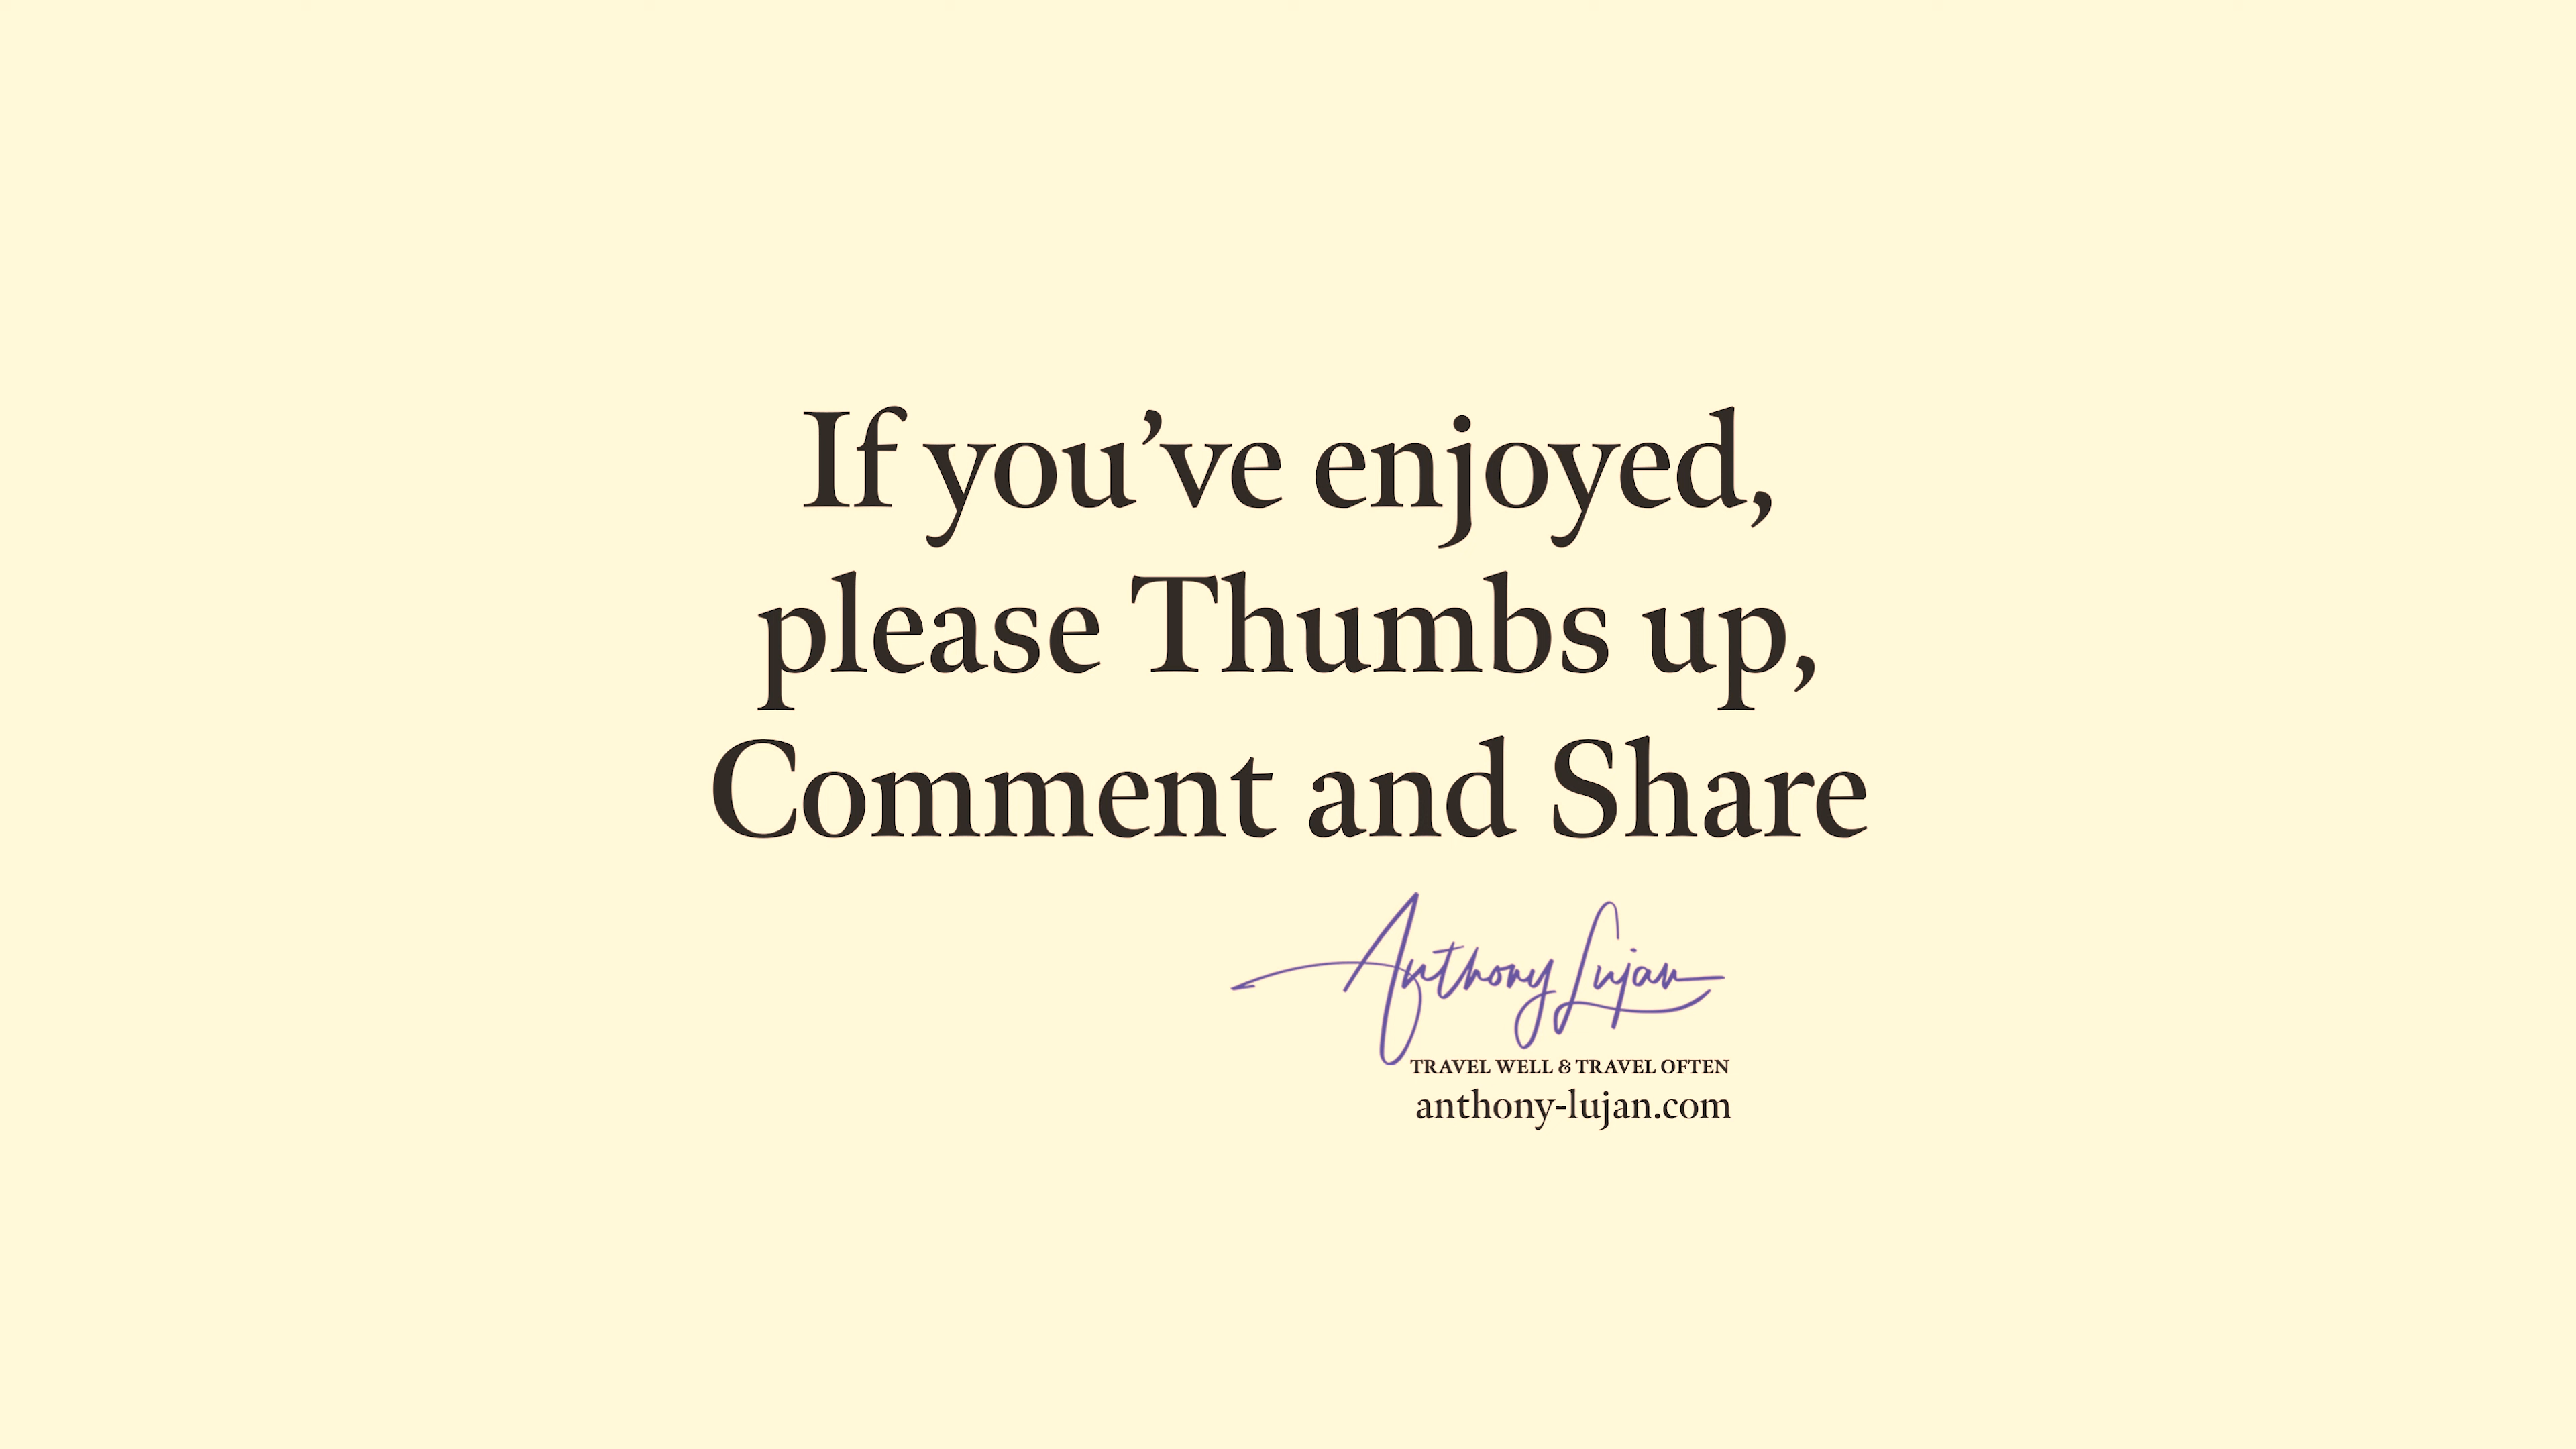 If you’ve enjoyed,
please Thumbs up,
Comment and Share
Anthony Lujan
TRAVEL WELL & TRAVEL OFTEN
anthony-lujan.com